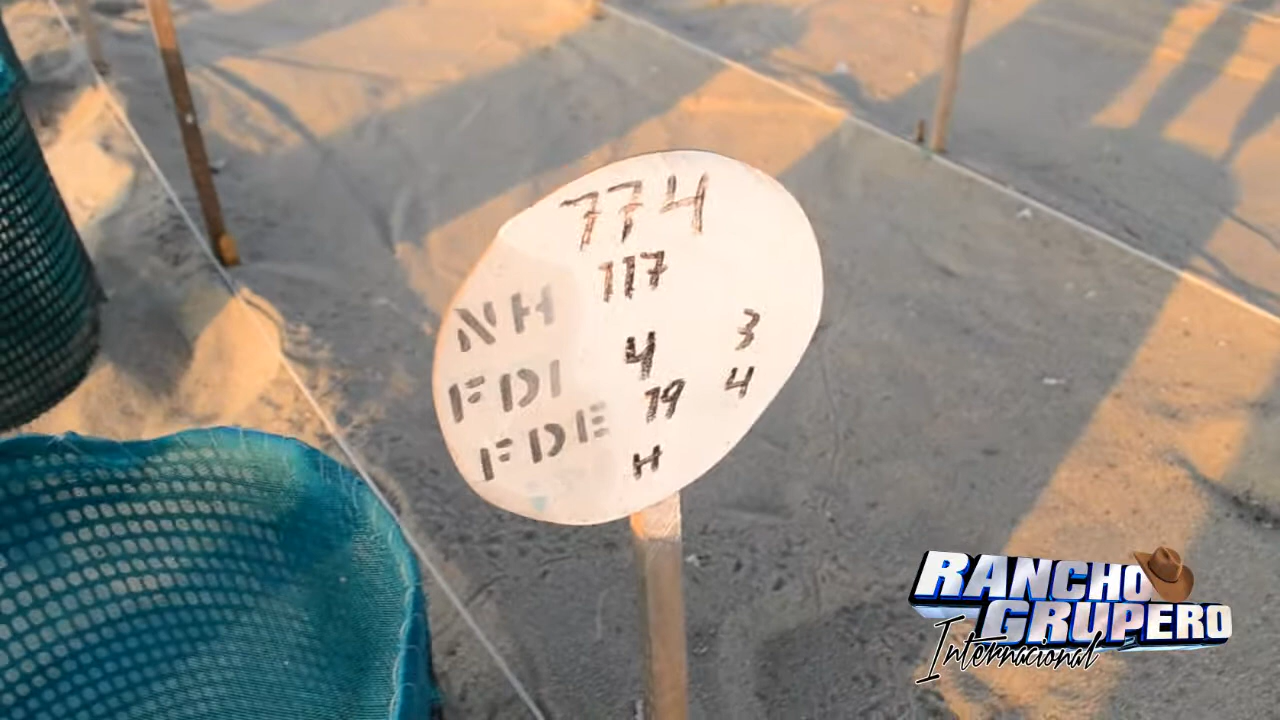 774
117
NH
4 3
FDI
19 4
FDE
H
RANCHO
GRUPERO
Internacional